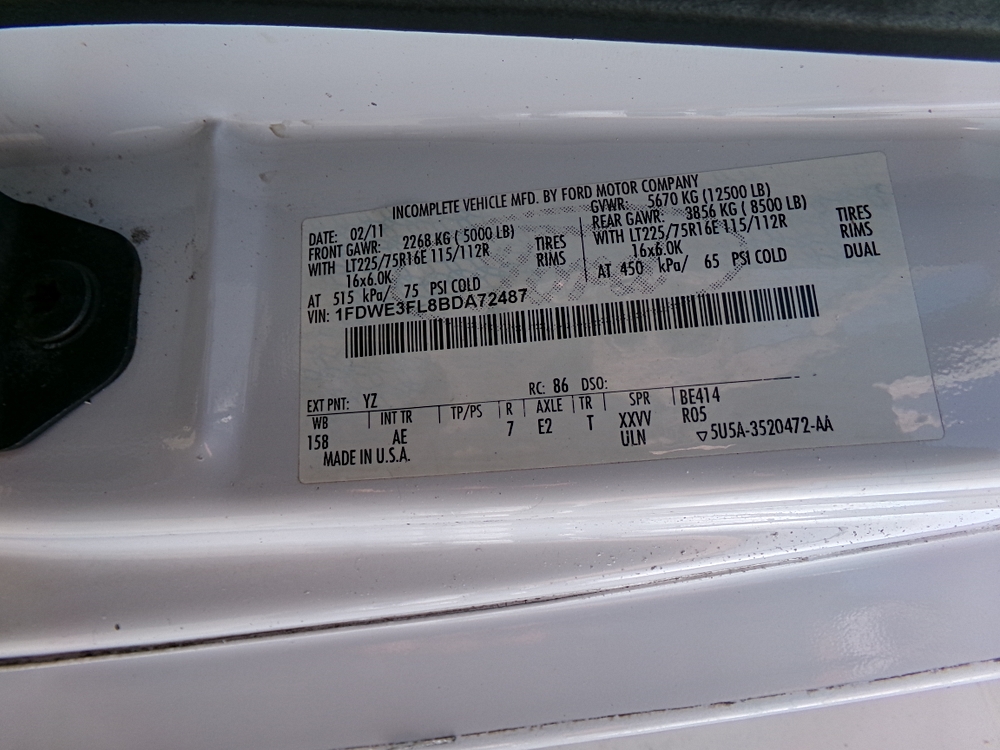 INCOMPLETE VEHICLE MFD. BY FORD MOTOR COMPANY
DATE: 02/11 GVWR: 5670 KG (12500 LB)
FRONT GAWR: 2268 KG ( 5000 LB) REAR GAWR: 3856 KG ( 8500 LB)
WITH LT225/75R16E 115/112R TIRES WITH LT225/75R16E 115/112R TIRES
16x6.0K RIMS 16x6.0K RIMS
AT 515 kPa/ 75 PSI COLD AT 450 kPa/ 65 PSI COLD DUAL
VIN: 1FDWE3FL8BDA72487
EXT PNT: YZ RC: 86 DSO:
WB INT TR TP/PS R AXLE TR SPR BE414
158 AE 7 E2 T XXVV R05
ULN ▽5U5A-3520472-AA
MADE IN U.S.A.